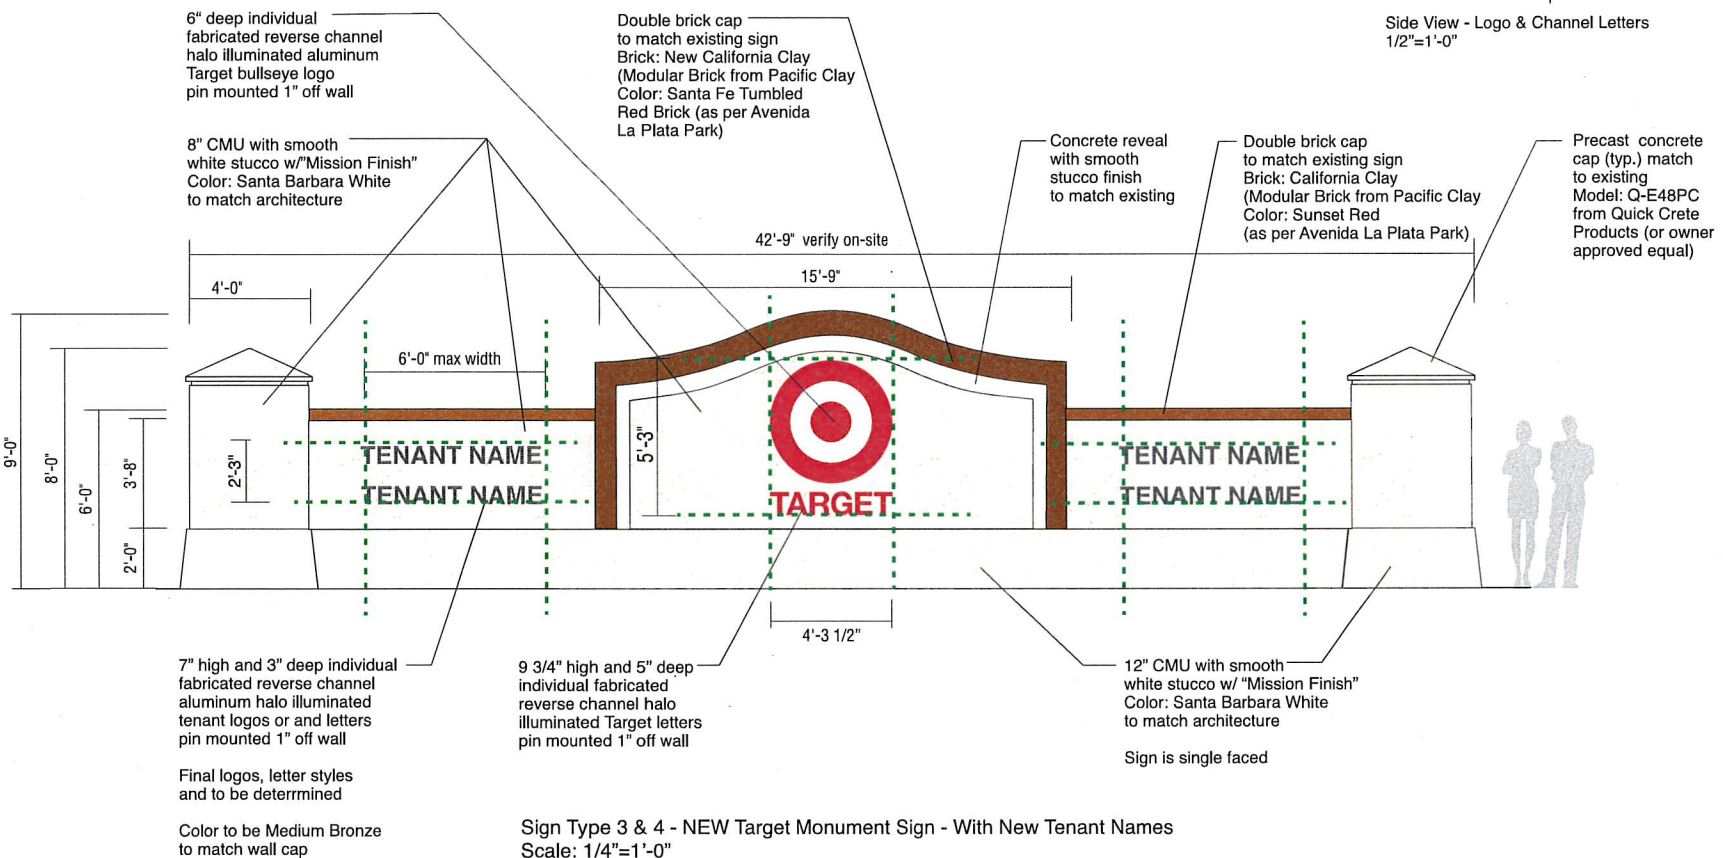 6“ deep individual
fabricated reverse channel
halo illuminated aluminum
Target bullseye logo
pin mounted 1” off wall
Double brick cap
to match existing sign
Brick: New California Clay
(Modular Brick from Pacific Clay
Color: Santa Fe Tumbled
Red Brick (as per Avenida
La Plata Park)
Side View - Logo & Channel Letters
1/2”=1’-0”
8” CMU with smooth
white stucco w/”Mission Finish”
Color: Santa Barbara White
to match architecture
Concrete reveal
with smooth
stucco finish
to match existing
Double brick cap
to match existing sign
Brick: California Clay
(Modular Brick from Pacific Clay
Color: Sunset Red
(as per Avenida La Plata Park)
Precast concrete
cap (typ.) match
to existing
Model: Q-E48PC
from Quick Crete
Products (or owner
approved equal)
42'-9" verify on-site
15'-9"
4'-0"
6'-0" max width
9'-0"
8'-0"
6'-0"
3'-8"
2'-0"
2'-3"
5'-3"
TENANT NAME
TENANT NAME
TARGET
TENANT NAME
TENANT NAME
4'-3 1/2"
7” high and 3” deep individual
fabricated reverse channel
aluminum halo illuminated
tenant logos or and letters
pin mounted 1” off wall
Final logos, letter styles
and to be deterrmined
Color to be Medium Bronze
to match wall cap
9 3/4” high and 5” deep
individual fabricated
reverse channel halo
illuminated Target letters
pin mounted 1” off wall
12” CMU with smooth
white stucco w/ “Mission Finish”
Color: Santa Barbara White
to match architecture
Sign is single faced
Sign Type 3 & 4 - NEW Target Monument Sign - With New Tenant Names
Scale: 1/4”=1’-0”